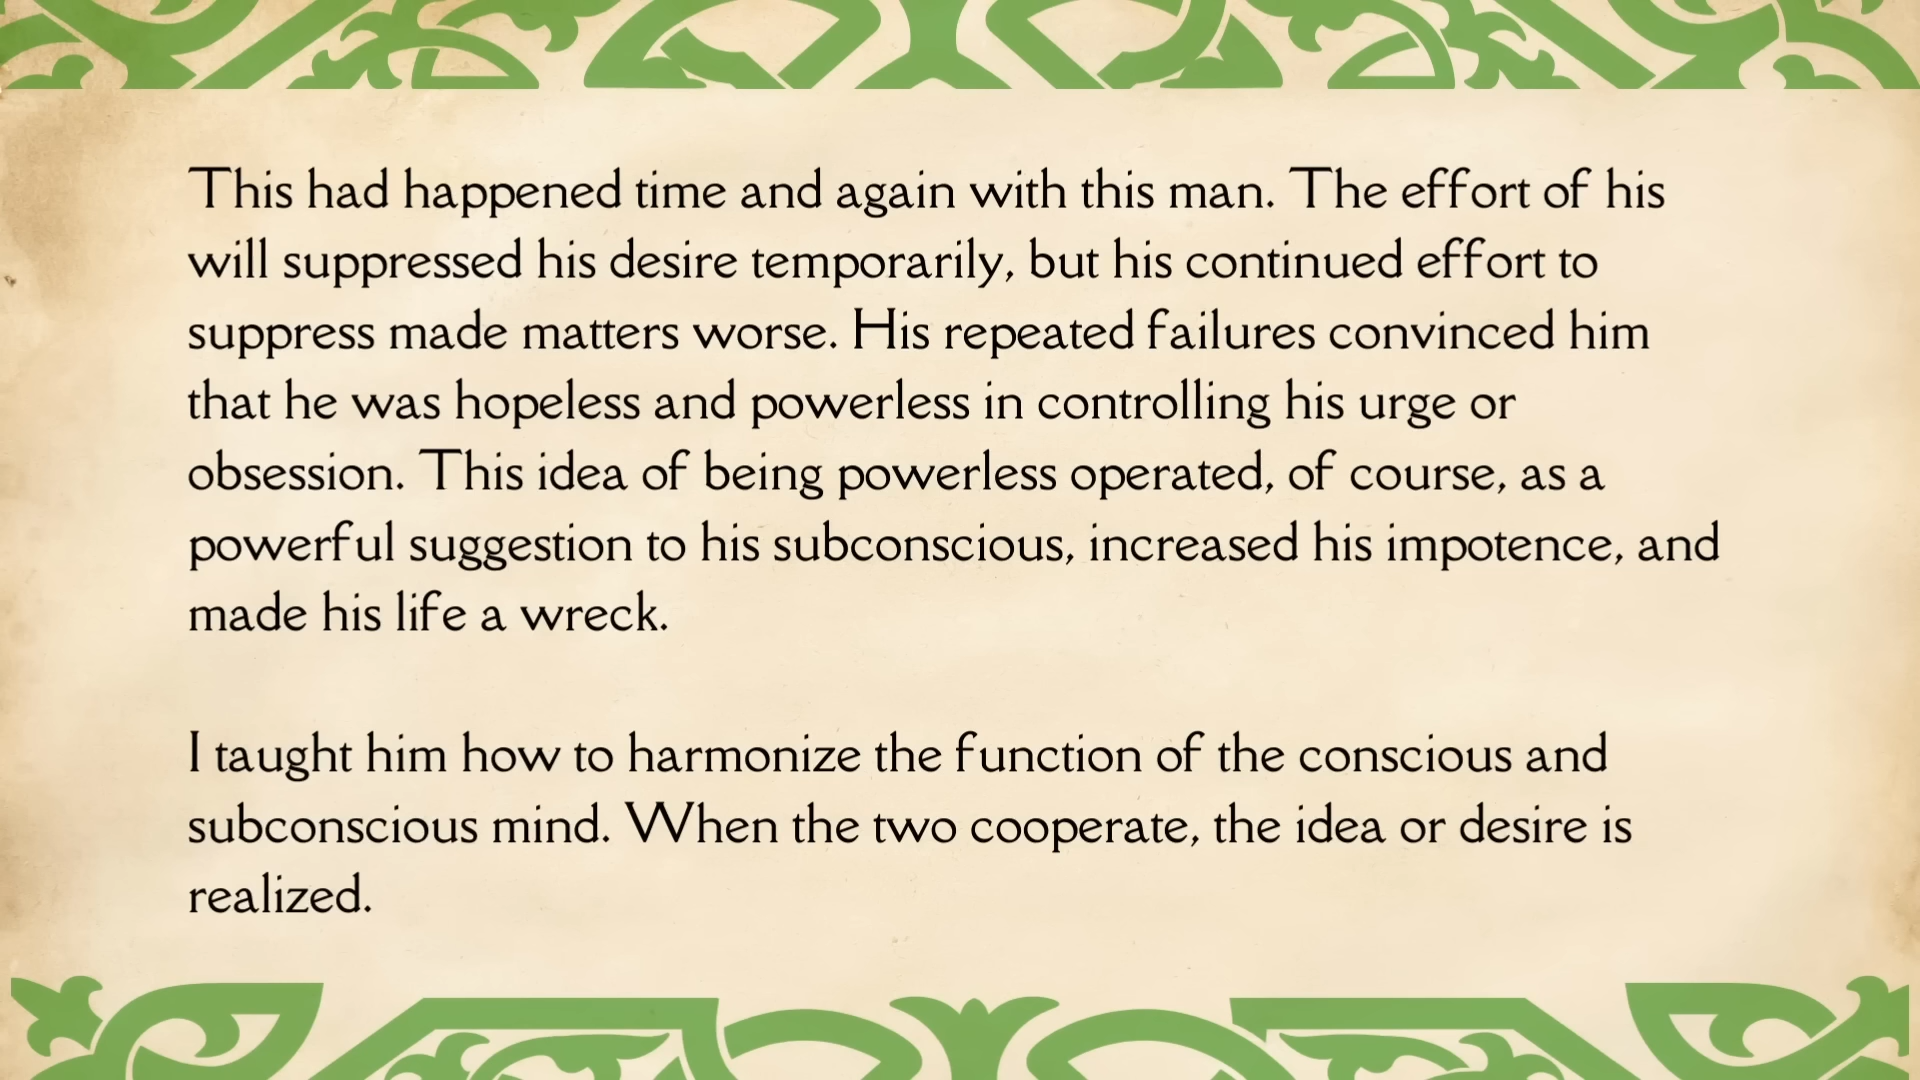 This had happened time and again with this man. The effort of his
will suppressed his desire temporarily, but his continued effort to
suppress made matters worse. His repeated failures convinced him
that he was hopeless and powerless in controlling his urge or
obsession. This idea of being powerless operated, of course, as a
powerful suggestion to his subconscious, increased his impotence, and
made his life a wreck.
I taught him how to harmonize the function of the conscious and
subconscious mind. When the two cooperate, the idea or desire is
realized.